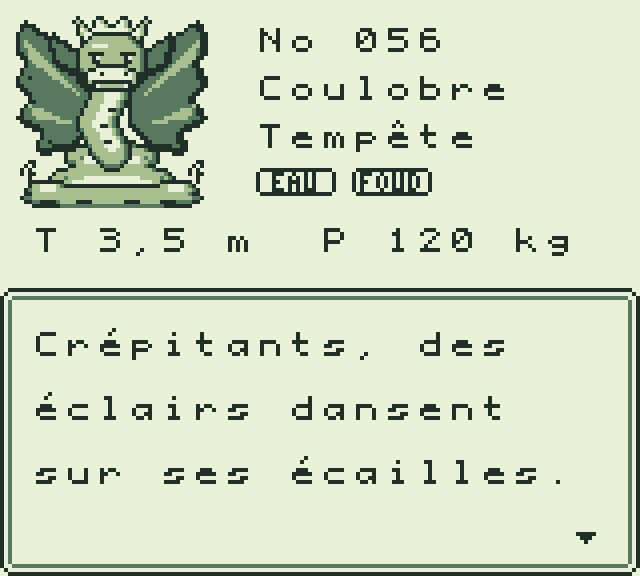 No 056
Coulobre
Tempête
EAU FOUD
T 3,5 m P 120 kg
Crépitants, des
éclairs dansent
sur ses écailles.